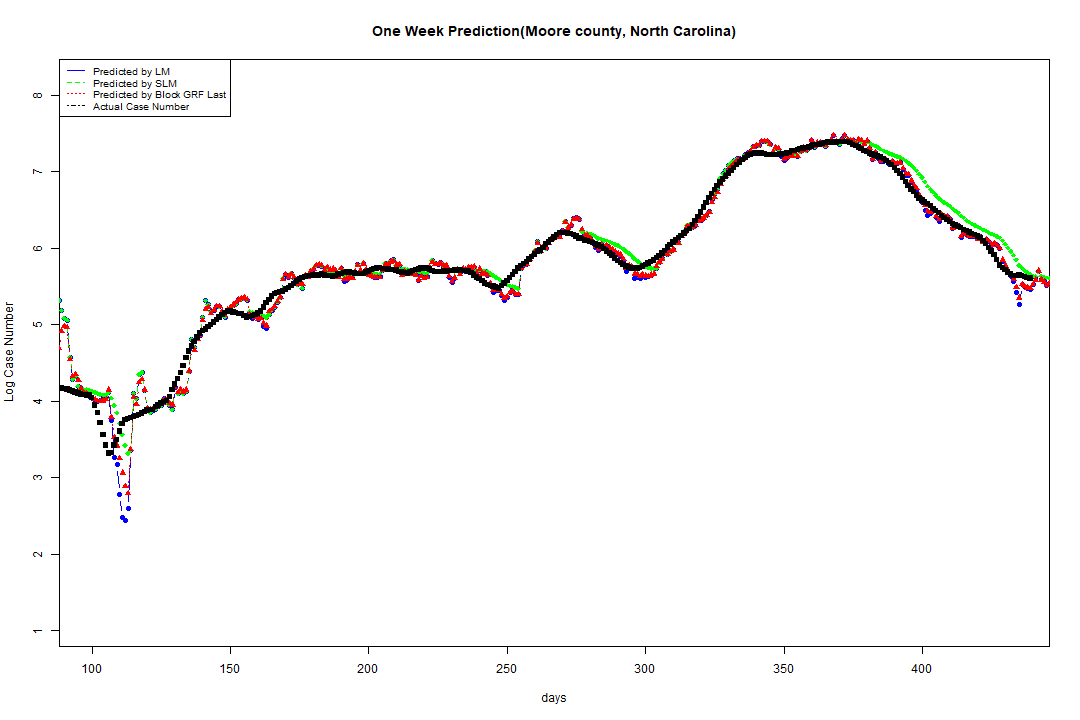 One Week Prediction(Moore county, North Carolina)
Predicted by LM
Predicted by SLM
Predicted by Block GRF Last
Actual Case Number
8
7
6
5
4
3
2
1
Log Case Number
100 150 200 250 300 350 400
days